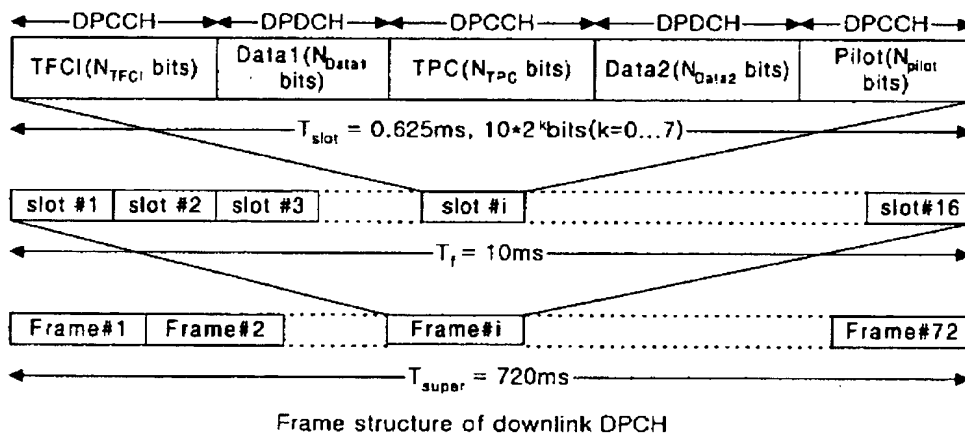 DPCCH DPDCH DPCCH DPDCH DPCCH
TFCI(N_TFCI bits) Data1(N_Data1 bits) TPC(N_TPC bits) Data2(N_Data2 bits) Pilot(N_pilot bits)
T_slot = 0.625ms, 10*2^k bits(k=0...7)
slot #1 slot #2 slot #3 slot #i slot#16
T_f = 10ms
Frame#1 Frame#2 Frame#i Frame#72
T_super = 720ms
Frame structure of downlink DPCH